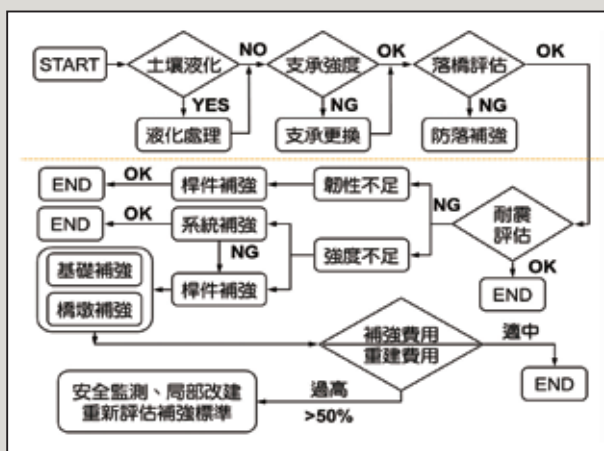 START
土壤液化
NO
支承強度
OK
落橋評估
OK
YES
NG
NG
液化處理
支承更換
防落補強
END
OK
桿件補強
韌性不足
END
OK
系統補強
NG
耐震
評估
NG
強度不足
OK
基礎補強
桿件補強
END
橋墩補強
補強費用
重建費用
適中
END
安全監測、局部改建
重新評估補強標準
過高
>50%